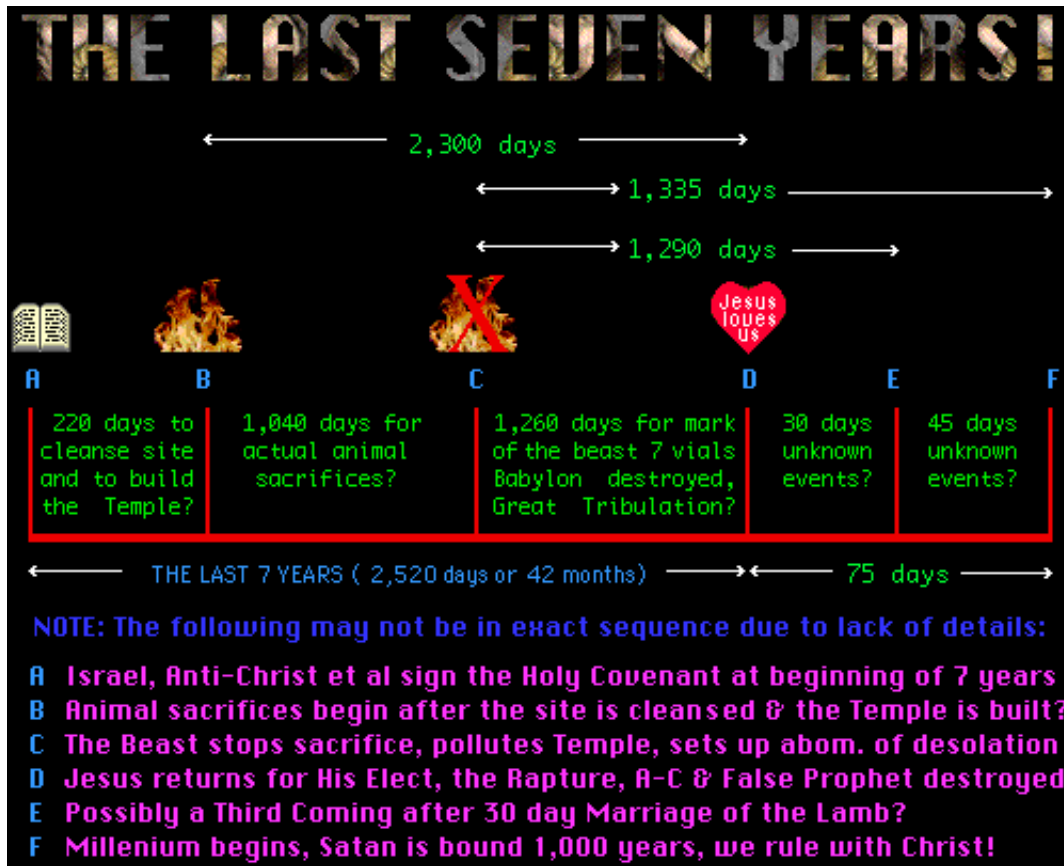 THE LAST SEVEN YEARS!
2,300 days
1,335 days
1,290 days
Jesus
loves
us
A B C D E F
220 days to
cleanse site
and to build
the Temple?
1,040 days for
actual animal
sacrifices?
1,260 days for mark
of the beast 7 vials
Babylon destroyed,
Great Tribulation?
30 days
unknown
events?
45 days
unknown
events?
THE LAST 7 YEARS ( 2,520 days or 42 months)
75 days
NOTE: The following may not be in exact sequence due to lack of details:
A Israel, Anti-Christ et al sign the Holy Covenant at beginning of 7 years
B Animal sacrifices begin after the site is cleansed & the Temple is built?
C The Beast stops sacrifice, pollutes Temple, sets up abom. of desolation
D Jesus returns for His Elect, the Rapture, A-C & False Prophet destroyed
E Possibly a Third Coming after 30 day Marriage of the Lamb?
F Millenium begins, Satan is bound 1,000 years, we rule with Christ!
X